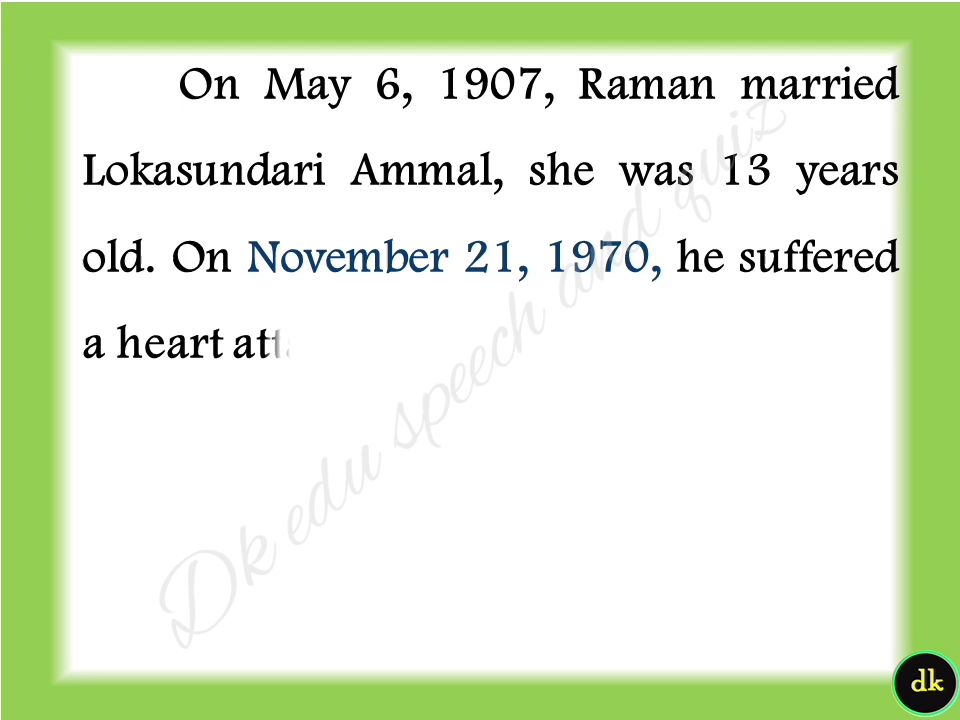 On May 6, 1907, Raman married
Lokasundari Ammal, she was 13 years
old. On November 21, 1970, he suffered
a heart att
Dk edu speech and quiz
dk